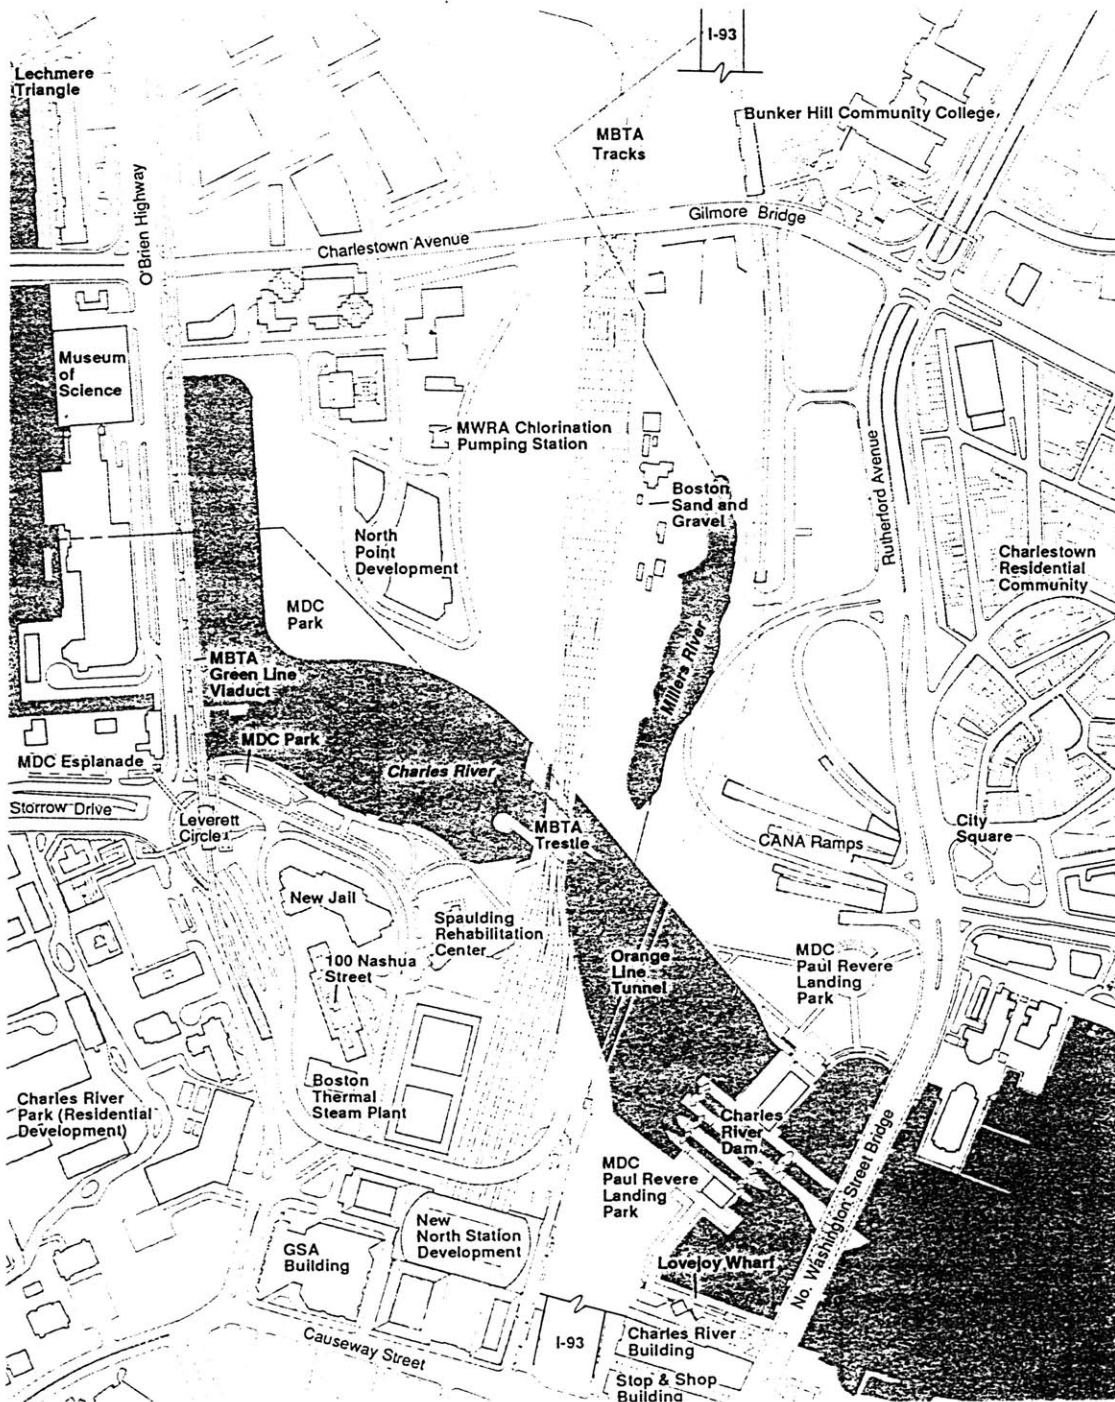 I-93
Lechmere
Triangle
Bunker Hill Community College
MBTA
Tracks
O'Brien Highway
Charlestown Avenue
Gilmore Bridge
Museum
of
Science
MWRA Chlorination
Pumping Station
Rutherford Avenue
Boston
Sand and
Gravel
North
Point
Development
Charlestown
Residential
Community
MDC
Park
Millers River
MBTA
Green Line
Viaduct
MDC Park
MDC Esplanade
Charles River
Storrow Drive
Leverett
Circle
MBTA
Trestle
City
Square
CANA Ramps
New Jail
Spaulding
Rehabilitation
Center
100 Nashua
Street
Orange
Line
Tunnel
MDC
Paul Revere
Landing
Park
Boston
Thermal
Steam Plant
Charles River
Park (Residential
Development)
Charles
River
Dam
No. Washington Street Bridge
MDC
Paul Revere
Landing
Park
New
North Station
Development
GSA
Building
Lovejoy Wharf
Causeway Street
I-93
Charles River
Building
Stop & Shop
Building